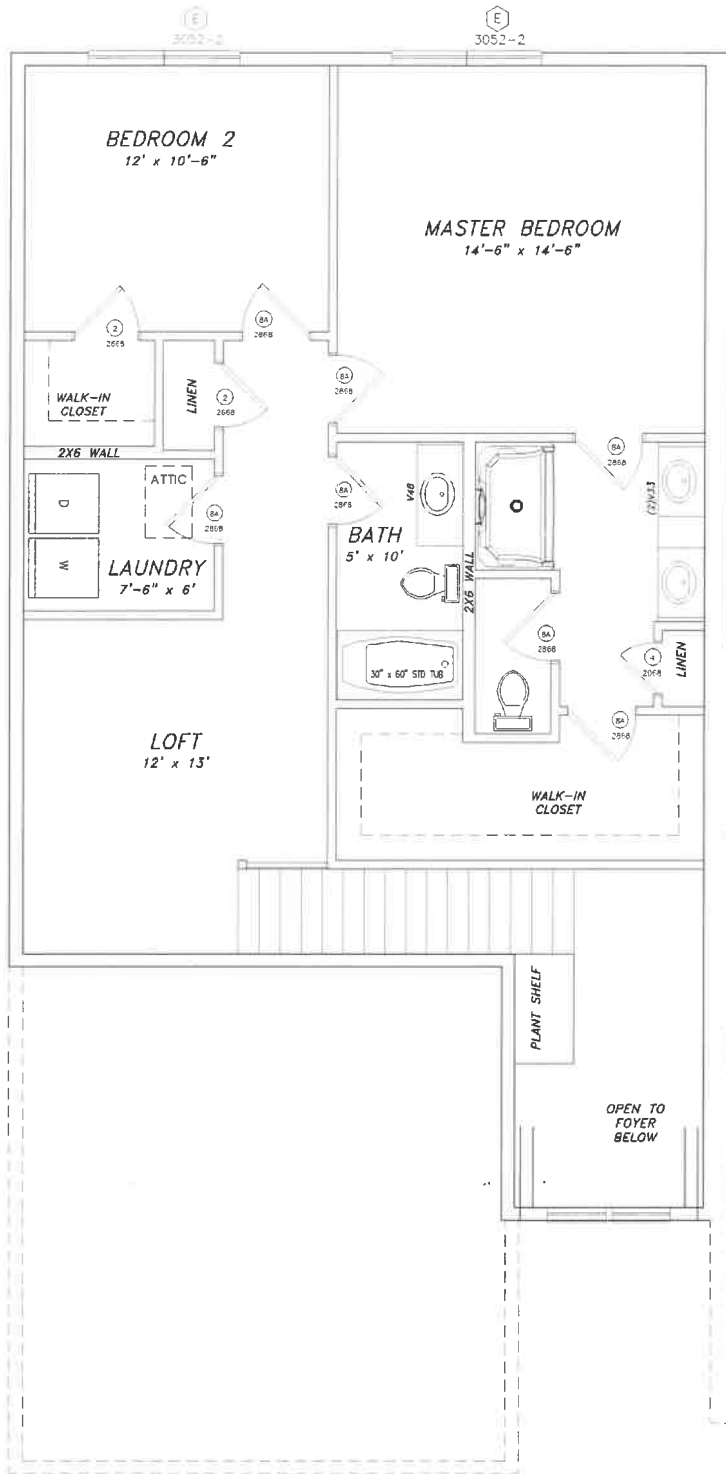 E
3052-2
E
3052-2
BEDROOM 2
12' x 10'-6"
MASTER BEDROOM
14'-6" x 14'-6"
2
2668
8A
2868
WALK-IN
CLOSET
LINEN
2
2668
8A
2868
2X6 WALL
8A
2868
D
W
ATTIC
8A
2868
LAUNDRY
7'-6" x 6'
8A
2868
V48
BATH
5' x 10'
2X6 WALL
(2)V33
30" x 60" STD TUB
8A
2868
4
2068
LINEN
8A
2868
LOFT
12' x 13'
WALK-IN
CLOSET
PLANT SHELF
OPEN TO
FOYER
BELOW